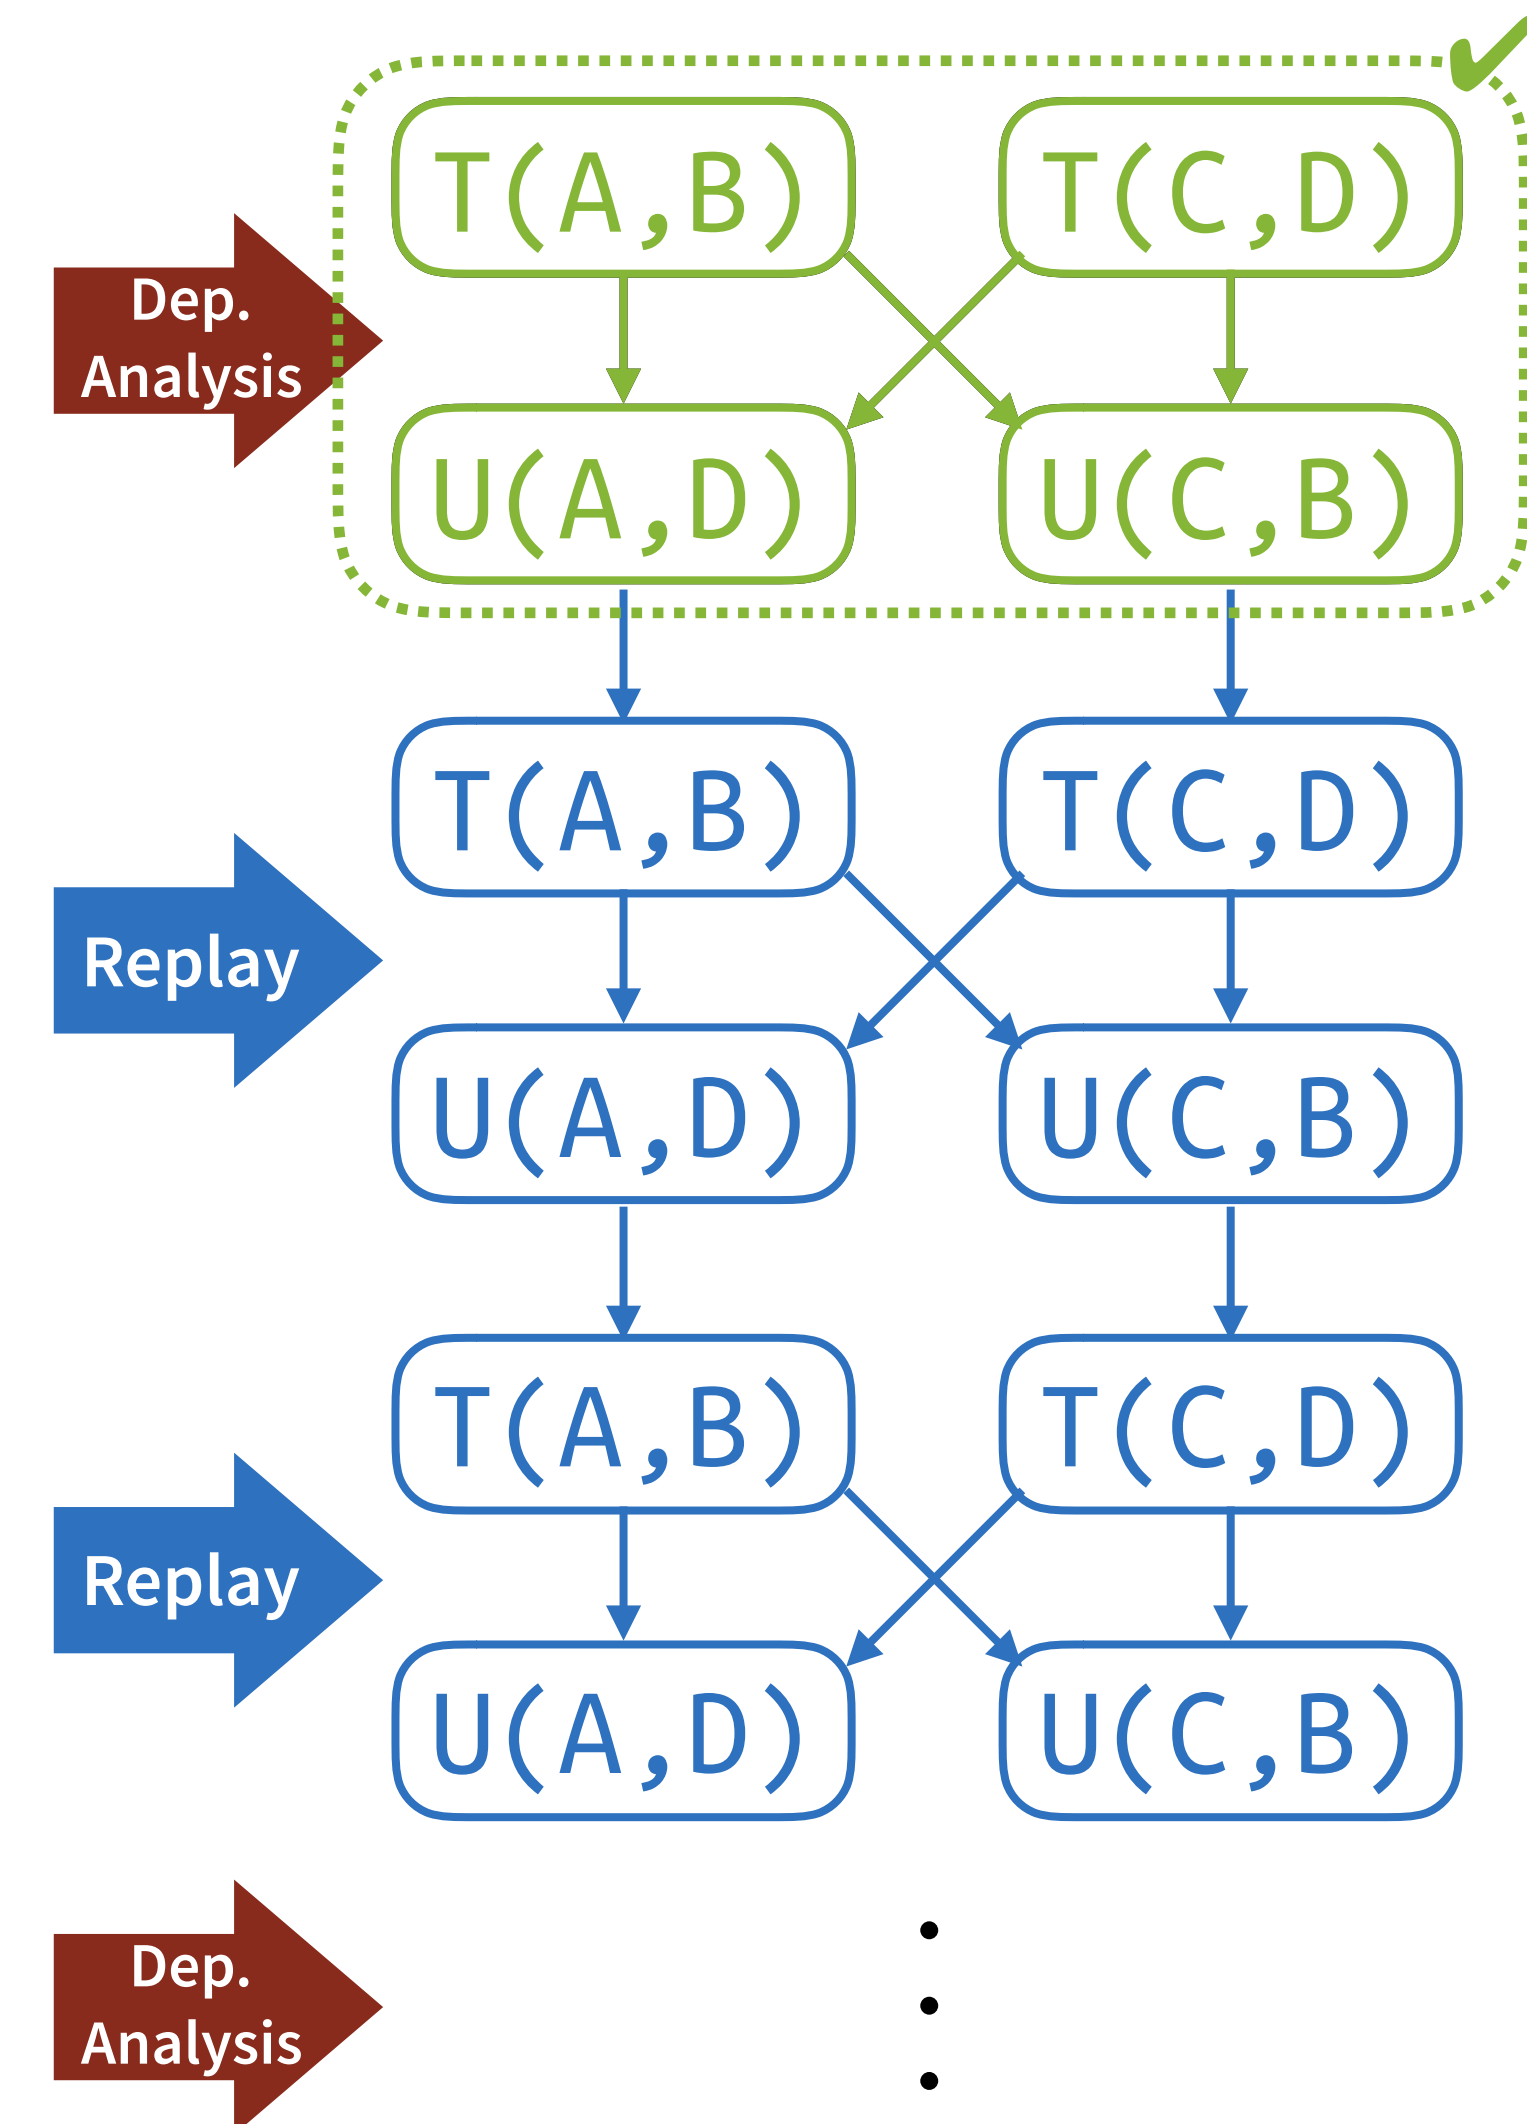 T(A,B) T(C,D)
Dep.
Analysis
U(A,D) U(C,B)
T(A,B) T(C,D)
Replay
U(A,D) U(C,B)
T(A,B) T(C,D)
Replay
U(A,D) U(C,B)
Dep.
Analysis